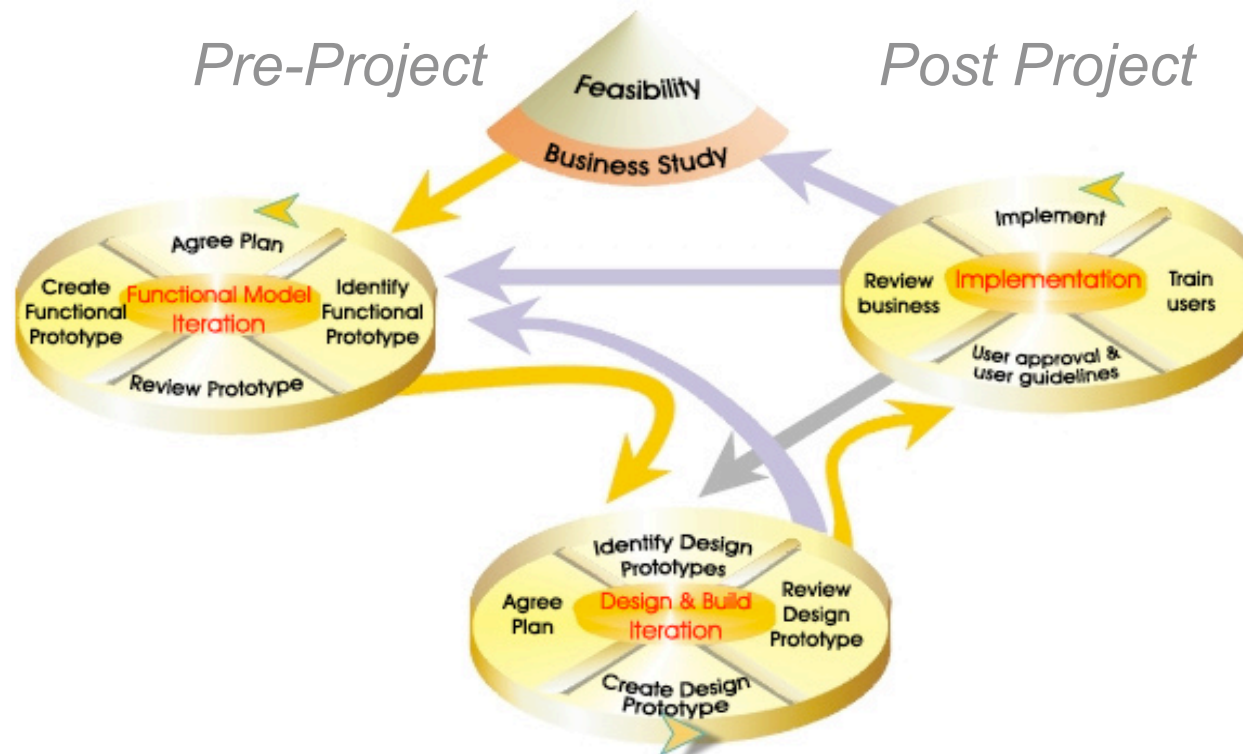 Pre-Project
Post Project
Feasibility
Business Study
Agree Plan
Create
Functional
Prototype
Functional Model
Iteration
Identify
Functional
Prototype
Review Prototype
Implement
Review
business
Implementation
Train
users
User approval &
user guidelines
Identify Design
Prototypes
Agree
Plan
Design & Build
Iteration
Review
Design
Prototype
Create Design
Prototype